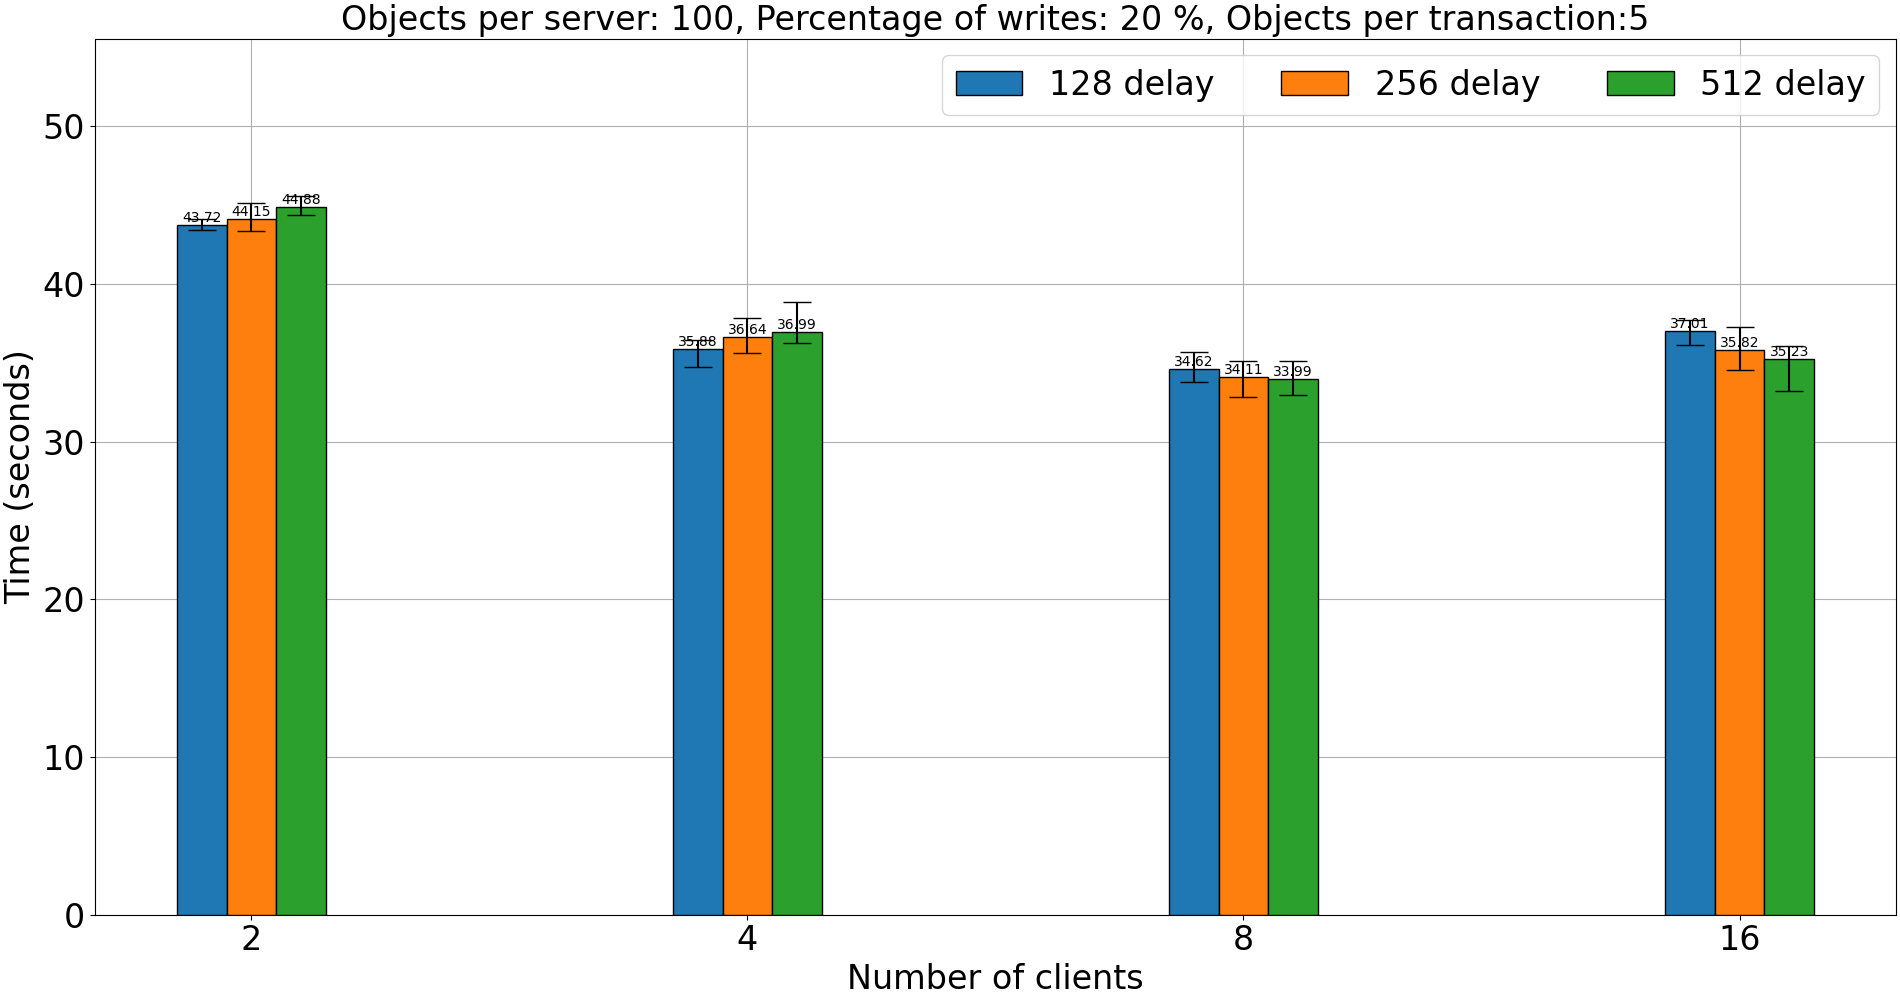 Objects per server: 100, Percentage of writes: 20 %, Objects per transaction:5
128 delay 256 delay 512 delay
Time (seconds)
50
40
30
20
10
0
43.72 44.15 44.88
35.88 36.64 36.99
34.62 34.11 33.99
37.01 35.82 35.23
2 4 8 16
Number of clients